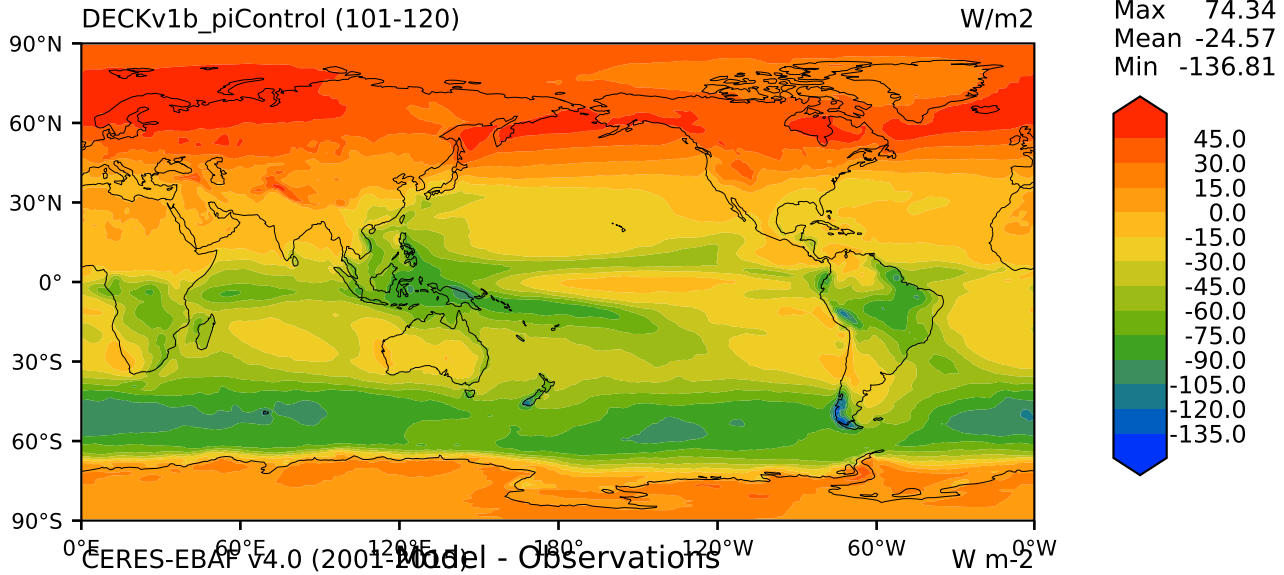 DECKv1b_piControl (101-120) W/m2
Max 74.34
Mean -24.57
Min -136.81
90°N
60°N
30°N
0°
30°S
60°S
90°S
45.0
30.0
15.0
0.0
-15.0
-30.0
-45.0
-60.0
-75.0
-90.0
-105.0
-120.0
-135.0
0°E 60°E 120°E 180° 120°W 60°W 0°W
CERES-EBAF v4.0 (2001-2015) Model - Observations W m-2